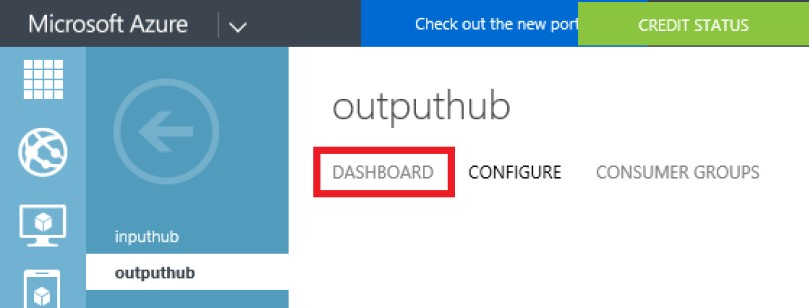 Microsoft Azure
Check out the new port
CREDIT STATUS
outputhub
DASHBOARD CONFIGURE CONSUMER GROUPS
inputhub
outputhub